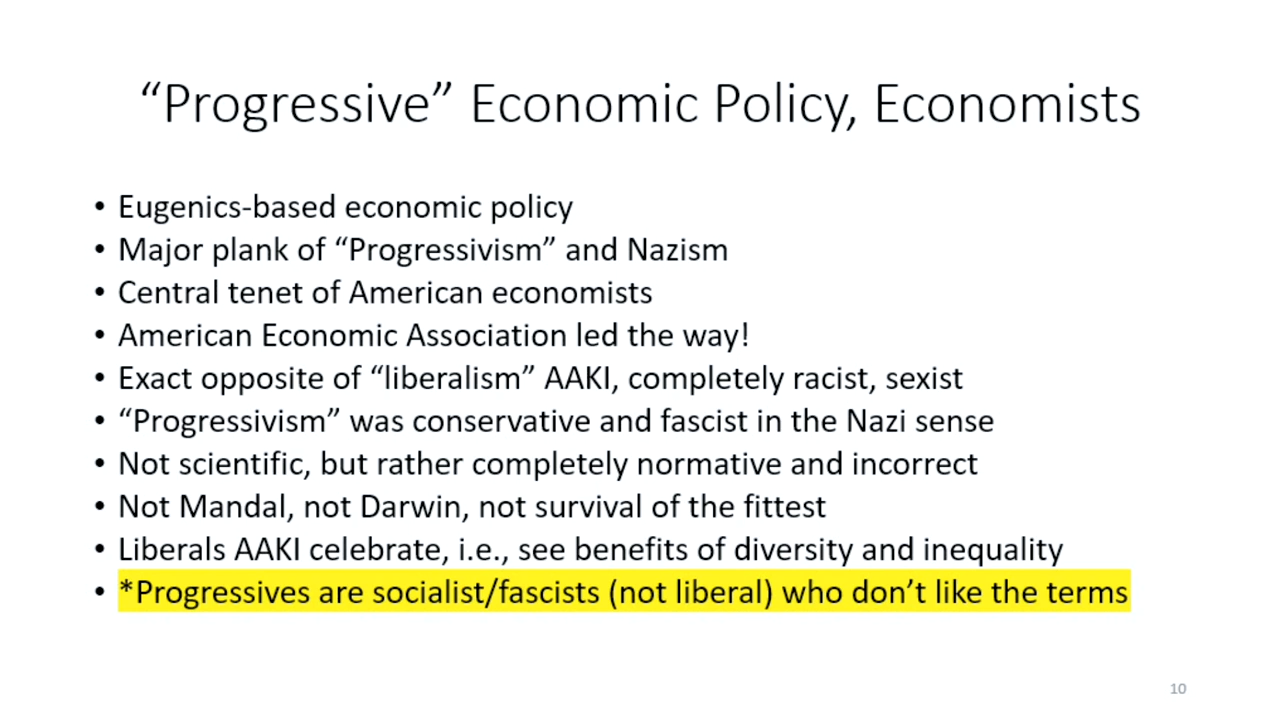 “Progressive” Economic Policy, Economists
• Eugenics-based economic policy
• Major plank of “Progressivism” and Nazism
• Central tenet of American economists
• American Economic Association led the way!
• Exact opposite of “liberalism” AAKI, completely racist, sexist
• “Progressivism” was conservative and fascist in the Nazi sense
• Not scientific, but rather completely normative and incorrect
• Not Mandal, not Darwin, not survival of the fittest
• Liberals AAKI celebrate, i.e., see benefits of diversity and inequality
• *Progressives are socialist/fascists (not liberal) who don’t like the terms
10